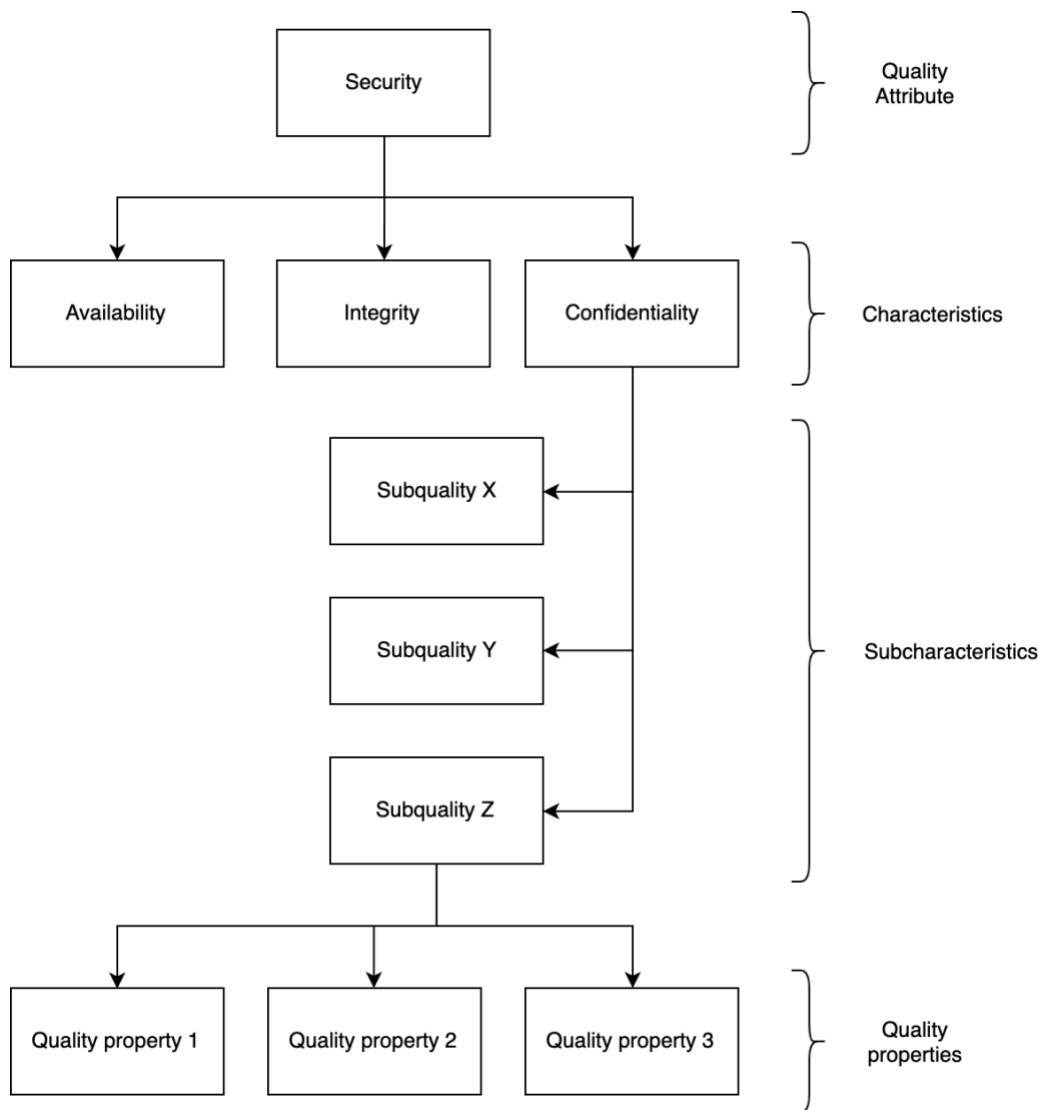 Security
Quality
Attribute
Availability
Integrity
Confidentiality
Characteristics
Subquality X
Subquality Y
Subcharacteristics
Subquality Z
Quality property 1
Quality property 2
Quality property 3
Quality
properties